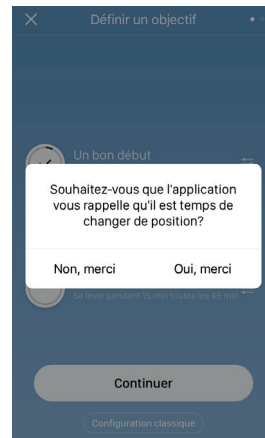 Définir un objectif
Un bon début
Souhaitez-vous que l'application
vous rappelle qu'il est temps de
changer de position?
Non, merci
Oui, merci
Se lever pendant 15 min toutes les 45 min
Continuer
Configuration classique